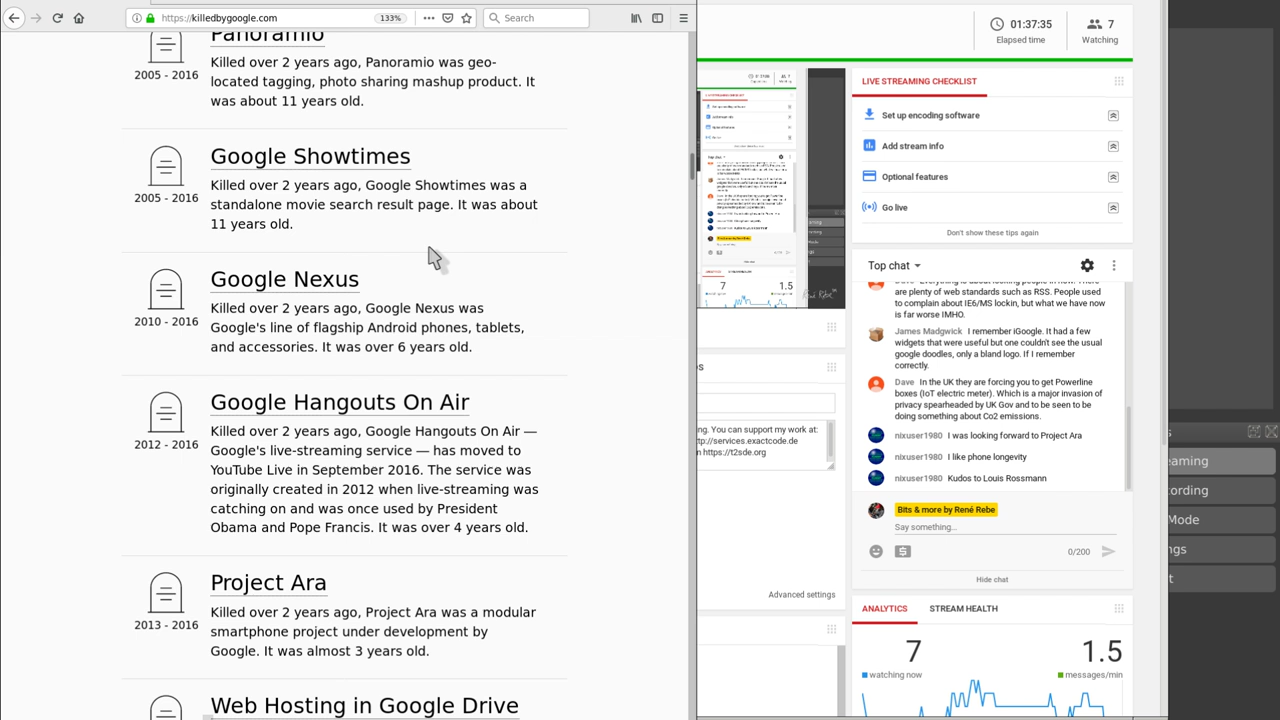 https://killedbygoogle.com
133%
Search
Panoramio
2005 - 2016
Killed over 2 years ago, Panoramio was geo-
located tagging, photo sharing mashup product. It
was about 11 years old.
Google Showtimes
2005 - 2016
Killed over 2 years ago, Google Showtimes was a
standalone movie search result page. It was about
11 years old.
Google Nexus
2010 - 2016
Killed over 2 years ago, Google Nexus was
Google's line of flagship Android phones, tablets,
and accessories. It was over 6 years old.
Google Hangouts On Air
2012 - 2016
Killed over 2 years ago, Google Hangouts On Air —
Google's live-streaming service — has moved to
YouTube Live in September 2016. The service was
originally created in 2012 when live-streaming was
catching on and was once used by President
Obama and Pope Francis. It was over 4 years old.
Project Ara
2013 - 2016
Killed over 2 years ago, Project Ara was a modular
smartphone project under development by
Google. It was almost 3 years old.
Web Hosting in Google Drive
01:37:35
Elapsed time
7
Watching
LIVE STREAMING CHECKLIST
Set up encoding software
Add stream info
Optional features
Go live
Don't show these tips again
Top chat
Dave Everything is about locking people in now. There
are plenty of web standards such as RSS. People used
to complain about IE6/MS lockin, but what we have now
is far worse IMHO.
James Madgwick I remember iGoogle. It had a few
widgets that were useful but one couldn't see the usual
google doodles, only a bland logo. If I remember
correctly.
Dave In the UK they are forcing you to get Powerline
boxes (IoT electric meter). Which is a major invasion of
privacy spearheaded by UK Gov and to be seen to be
doing something about Co2 emissions.
nixuser1980 I was looking forward to Project Ara
nixuser1980 I like phone longevity
nixuser1980 Kudos to Louis Rossmann
Bits & more by René Rebe
Say something...
0/200
Hide chat
ANALYTICS
STREAM HEALTH
7
watching now
1.5
messages/min
ng. You can support my work at:
ttp://services.exactcode.de
n https://t2sde.org
Advanced settings
eaming
ording
Mode
ngs
t